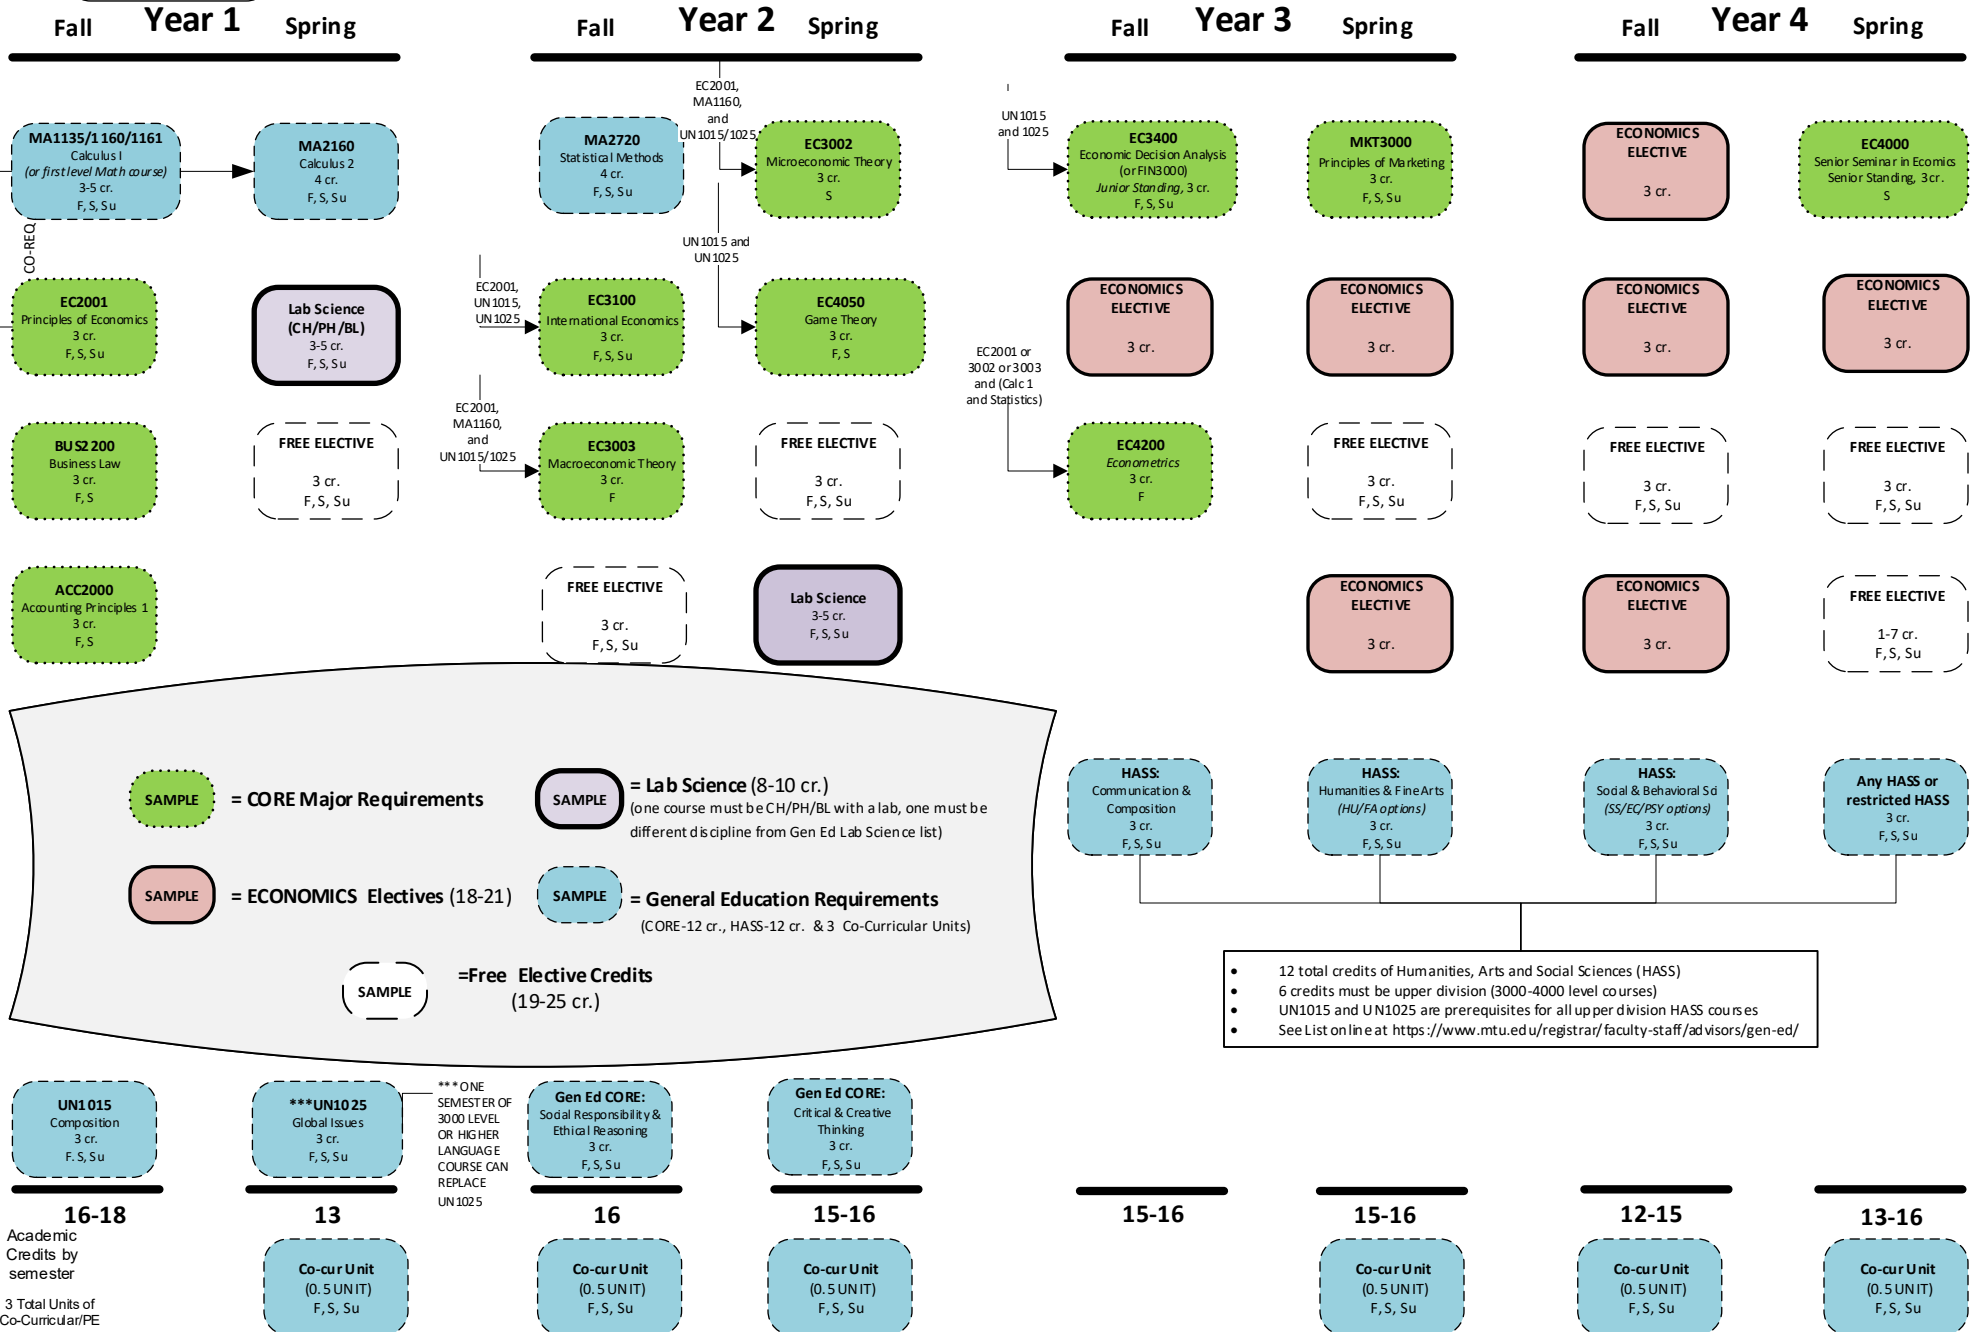 Fall Year 1 Spring
Fall Year 2 Spring
Fall Year 3 Spring
Fall Year 4 Spring
MA1135/1160/1161
Calculus I
(or first level Math course)
3-5 cr.
F, S, Su
MA2160
Calculus 2
4 cr.
F, S, Su
MA2720
Statistical Methods
4 cr.
F, S, Su
EC2001,
MA1160,
and
UN1015/1025
EC3002
Microeconomic Theory
3 cr.
S
UN1015
and 1025
EC3400
Economic Decision Analysis
(or FIN3000)
Junior Standing, 3 cr.
F, S, Su
MKT3000
Principles of Marketing
3 cr.
F, S, Su
ECONOMICS
ELECTIVE
3 cr.
EC4000
Senior Seminar in Ecomics
Senior Standing, 3cr.
S
CO-REQ
EC2001
Principles of Economics
3 cr.
F, S, Su
Lab Science
(CH/PH/BL)
3-5 cr.
F, S, Su
EC2001,
UN1015,
UN1025
EC3100
International Economics
3 cr.
F, S, Su
UN1015 and
UN1025
EC4050
Game Theory
3 cr.
F, S
ECONOMICS
ELECTIVE
3 cr.
ECONOMICS
ELECTIVE
3 cr.
ECONOMICS
ELECTIVE
3 cr.
ECONOMICS
ELECTIVE
3 cr.
BUS2200
Business Law
3 cr.
F, S
FREE ELECTIVE
3 cr.
F, S, Su
EC2001,
MA1160,
and
UN1015/1025
EC3003
Macroeconomic Theory
3 cr.
F
FREE ELECTIVE
3 cr.
F, S, Su
EC2001 or
3002 or 3003
and (Calc 1
and Statistics)
EC4200
Econometrics
3 cr.
F
FREE ELECTIVE
3 cr.
F, S, Su
FREE ELECTIVE
3 cr.
F, S, Su
FREE ELECTIVE
3 cr.
F, S, Su
ACC2000
Accounting Principles 1
3 cr.
F, S
FREE ELECTIVE
3 cr.
F, S, Su
Lab Science
3-5 cr.
F, S, Su
ECONOMICS
ELECTIVE
3 cr.
ECONOMICS
ELECTIVE
3 cr.
FREE ELECTIVE
1-7 cr.
F, S, Su
SAMPLE = CORE Major Requirements
SAMPLE = Lab Science (8-10 cr.)
(one course must be CH/PH/BL with a lab, one must be
different discipline from Gen Ed Lab Science list)
SAMPLE = ECONOMICS Electives (18-21)
SAMPLE = General Education Requirements
(CORE-12 cr., HASS-12 cr. & 3 Co-Curricular Units)
SAMPLE =Free Elective Credits
(19-25 cr.)
HASS:
Communication &
Composition
3 cr.
F, S, Su
HASS:
Humanities & Fine Arts
(HU/FA options)
3 cr.
F, S, Su
HASS:
Social & Behavioral Sci
(SS/EC/PSY options)
3 cr.
F, S, Su
Any HASS or
restricted HASS
3 cr.
F, S, Su
• 12 total credits of Humanities, Arts and Social Sciences (HASS)
• 6 credits must be upper division (3000-4000 level courses)
• UN1015 and UN1025 are prerequisites for all upper division HASS courses
• See List online at https://www.mtu.edu/registrar/faculty-staff/advisors/gen-ed/
UN1015
Composition
3 cr.
F. S, Su
***UN1025
Global Issues
3 cr.
F, S, Su
***ONE
SEMESTER OF
3000 LEVEL
OR HIGHER
LANGUAGE
COURSE CAN
REPLACE
UN1025
Gen Ed CORE:
Social Responsibility &
Ethical Reasoning
3 cr.
F, S, Su
Gen Ed CORE:
Critical & Creative
Thinking
3 cr.
F, S, Su
16-18
13
16
15-16
15-16
15-16
12-15
13-16
Academic
Credits by
semester
3 Total Units of
Co-Curricular/PE
Co-cur Unit
(0.5 UNIT)
F, S, Su
Co-cur Unit
(0.5 UNIT)
F, S, Su
Co-cur Unit
(0.5 UNIT)
F, S, Su
Co-cur Unit
(0.5 UNIT)
F, S, Su
Co-cur Unit
(0.5 UNIT)
F, S, Su
Co-cur Unit
(0.5 UNIT)
F, S, Su